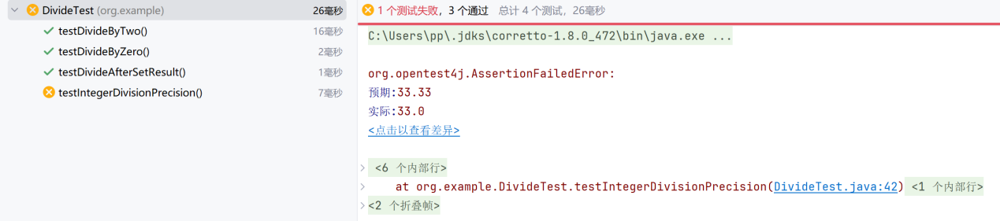 DivideTest (org.example) 26毫秒
testDivideByTwo() 16毫秒
testDivideByZero() 2毫秒
testDivideAfterSetResult() 1毫秒
testIntegerDivisionPrecision() 7毫秒
1 个测试失败，3 个通过 总计 4 个测试，26毫秒
C:\Users\pp\.jdks\corretto-1.8.0_472\bin\java.exe ...
org.opentest4j.AssertionFailedError:
预期:33.33
实际:33.0
<点击以查看差异>
<6 个内部行>
at org.example.DivideTest.testIntegerDivisionPrecision(DivideTest.java:42) <1 个内部行>
<2 个折叠帧>